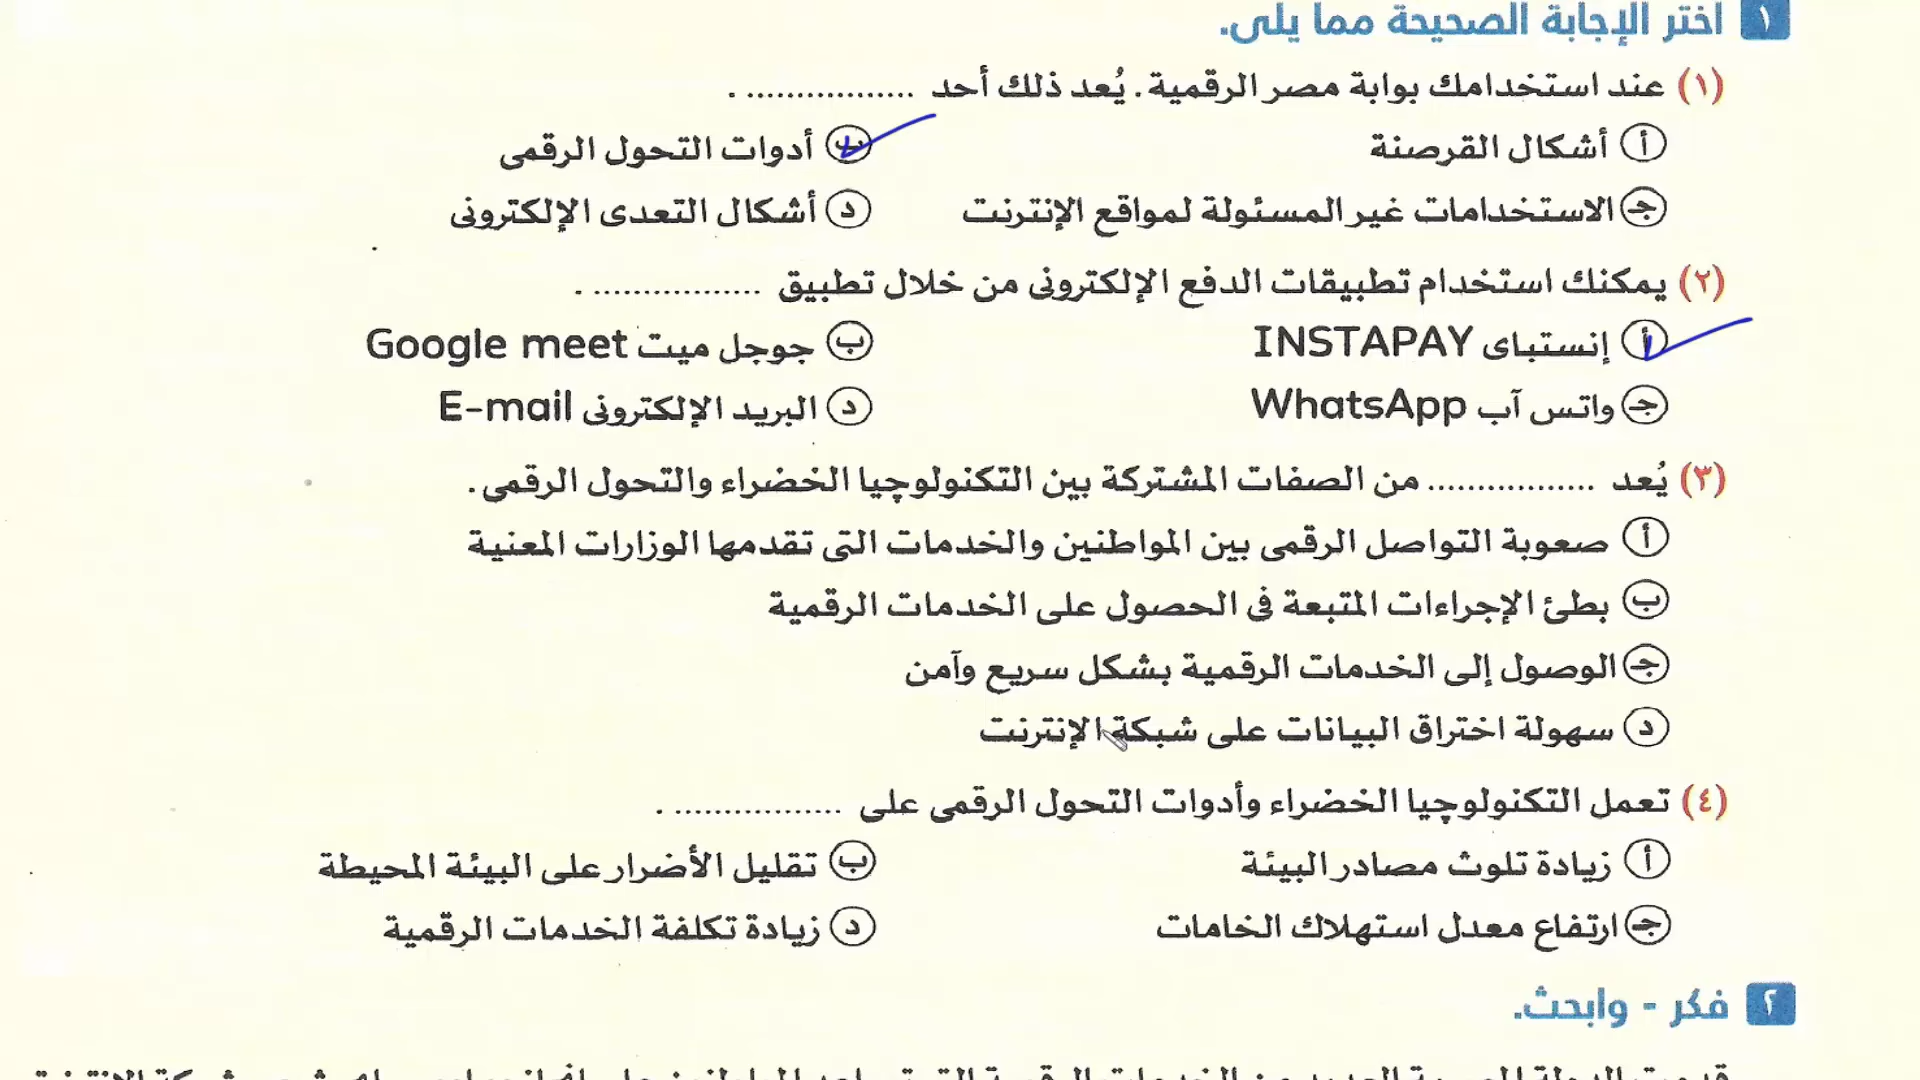 ١ اختر الإجابة الصحيحة مما يلى.
(١) عند استخدامك بوابة مصر الرقمية. يُعد ذلك أحد ................. .
أ أشكال القرصنة ب أدوات التحول الرقمى
جـ الاستخدامات غير المسئولة لمواقع الإنترنت د أشكال التعدى الإلكترونى
(٢) يمكنك استخدام تطبيقات الدفع الإلكترونى من خلال تطبيق ................. .
أ إنستباى INSTAPAY ب جوجل ميت Google meet
جـ واتس آب WhatsApp د البريد الإلكترونى E-mail
(٣) يُعد ................. من الصفات المشتركة بين التكنولوچيا الخضراء والتحول الرقمى.
أ صعوبة التواصل الرقمى بين المواطنين والخدمات التى تقدمها الوزارات المعنية
ب بطئ الإجراءات المتبعة فى الحصول على الخدمات الرقمية
جـ الوصول إلى الخدمات الرقمية بشكل سريع وآمن
د سهولة اختراق البيانات على شبكة الإنترنت
(٤) تعمل التكنولوچيا الخضراء وأدوات التحول الرقمى على ................. .
أ زيادة تلوث مصادر البيئة ب تقليل الأضرار على البيئة المحيطة
جـ ارتفاع معدل استهلاك الخامات د زيادة تكلفة الخدمات الرقمية
٢ فكر - وابحث.